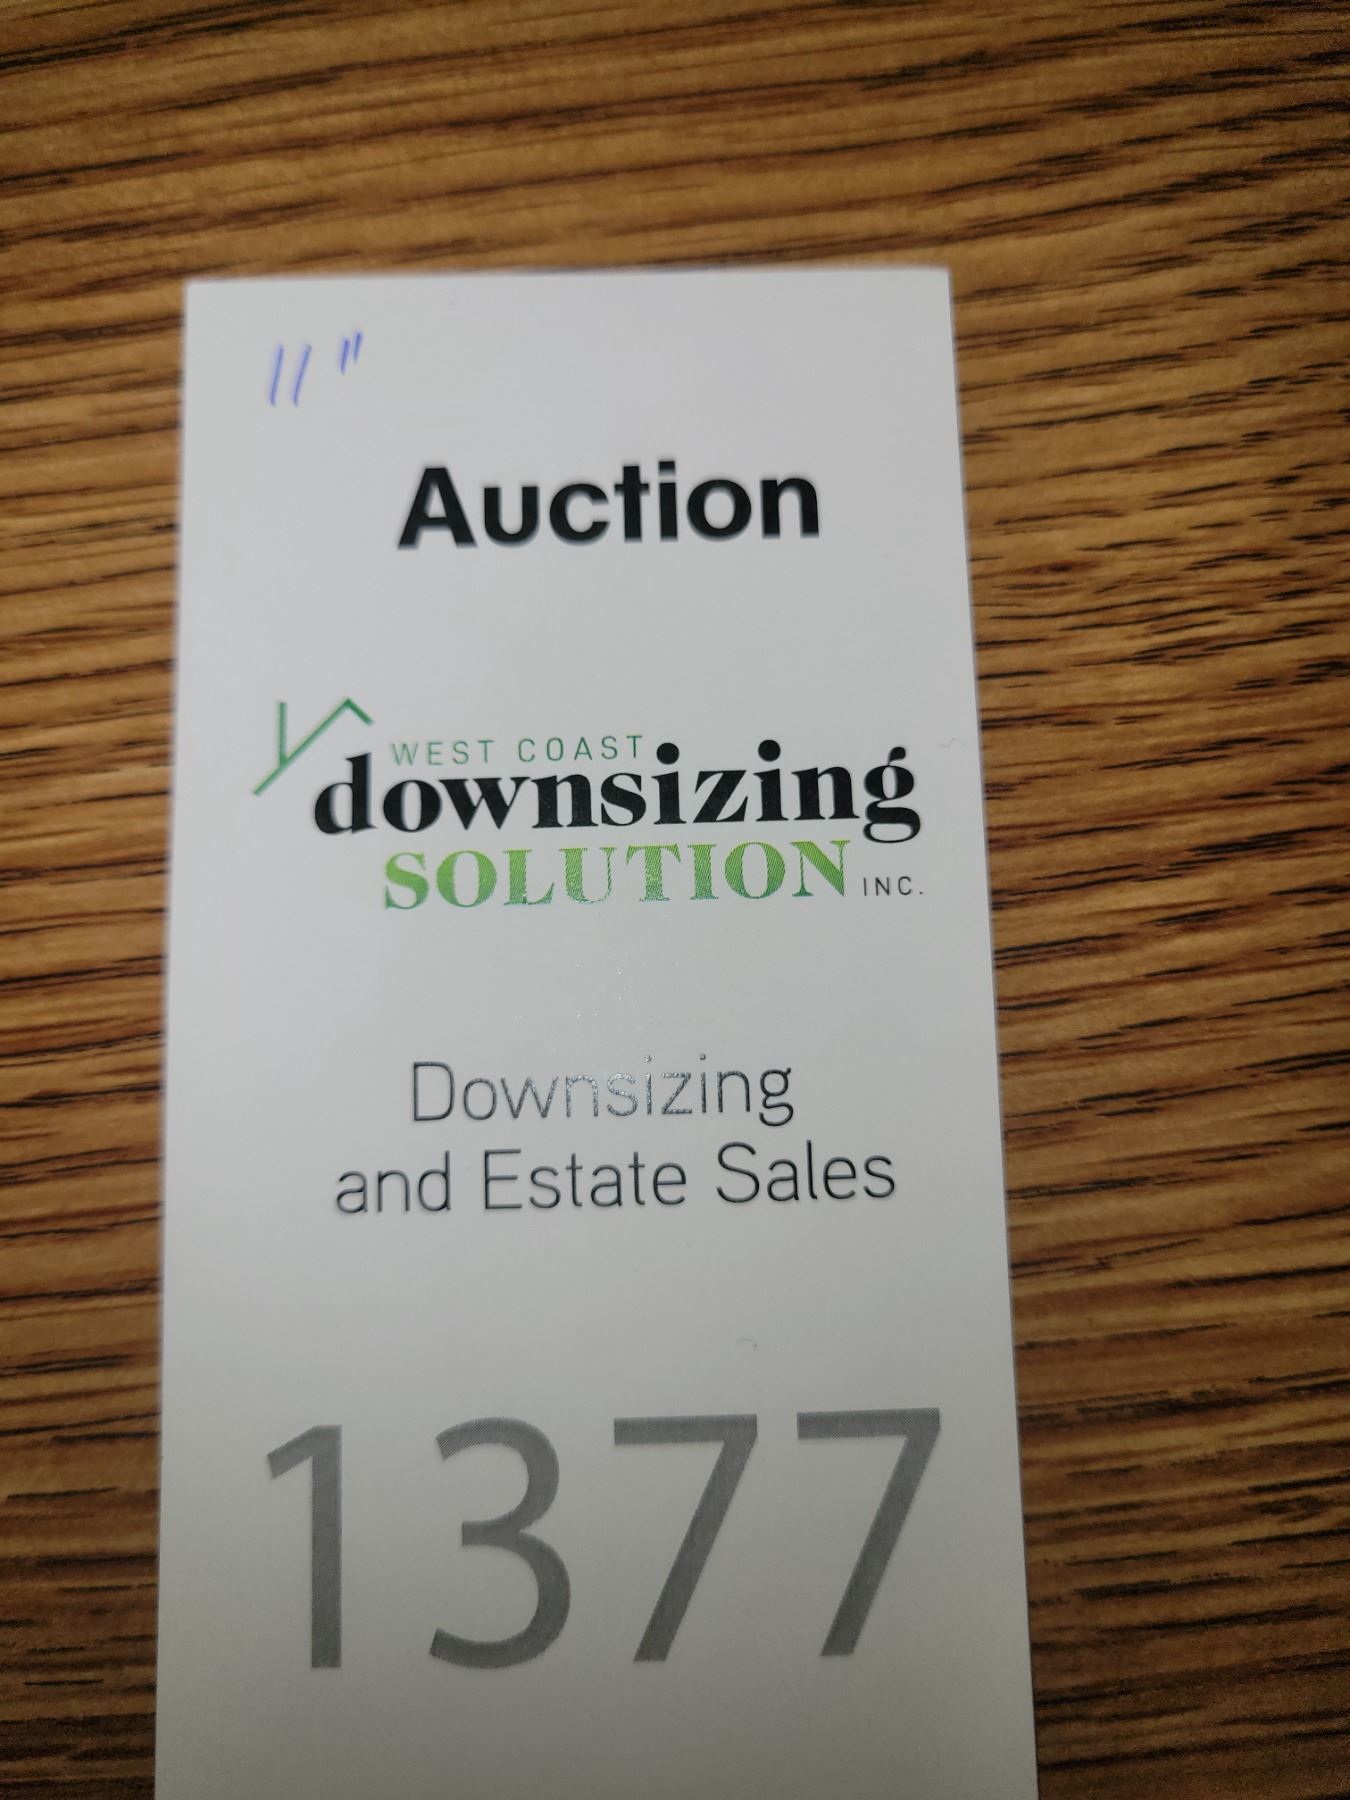 11"
Auction
WEST COAST
downsizing
SOLUTION INC.
Downsizing
and Estate Sales
1377